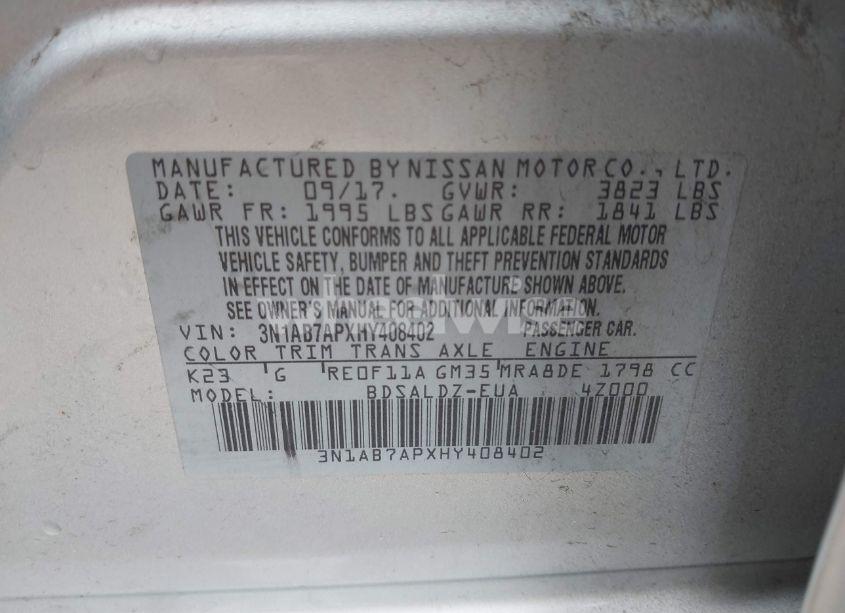 MANUFACTURED BY NISSAN MOTOR CO., LTD.
DATE: 09/17. GVWR: 3823 LBS
GAWR FR: 1995 LBS GAWR RR: 1841 LBS
THIS VEHICLE CONFORMS TO ALL APPLICABLE FEDERAL MOTOR
VEHICLE SAFETY, BUMPER AND THEFT PREVENTION STANDARDS
IN EFFECT ON THE DATE OF MANUFACTURE SHOWN ABOVE.
SEE OWNER'S MANUAL FOR ADDITIONAL INFORMATION.
VIN: 3N1AB7APXHY408402 PASSENGER CAR.
COLOR TRIM TRANS AXLE ENGINE
K23 G RE0F11A GM35 MRA8DE 1798 CC
MODEL: BDSALDZ-EUA 4Z000
3N1AB7APXHY408402